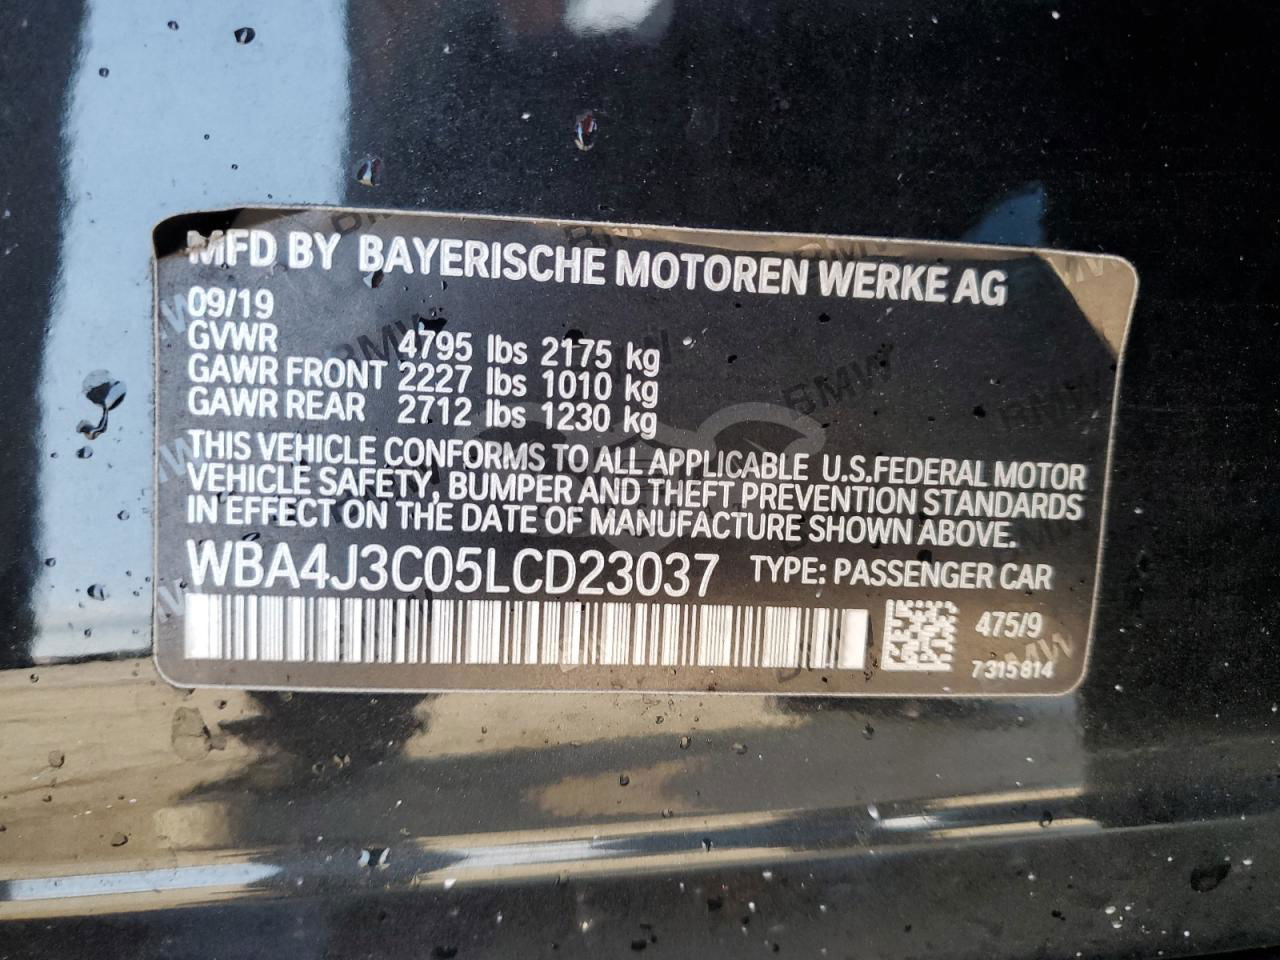 MFD BY BAYERISCHE MOTOREN WERKE AG
09/19
GVWR 4795 lbs 2175 kg
GAWR FRONT 2227 lbs 1010 kg
GAWR REAR 2712 lbs 1230 kg
THIS VEHICLE CONFORMS TO ALL APPLICABLE U.S.FEDERAL MOTOR
VEHICLE SAFETY, BUMPER AND THEFT PREVENTION STANDARDS
IN EFFECT ON THE DATE OF MANUFACTURE SHOWN ABOVE.
WBA4J3C05LCD23037 TYPE: PASSENGER CAR
475/9
7315814